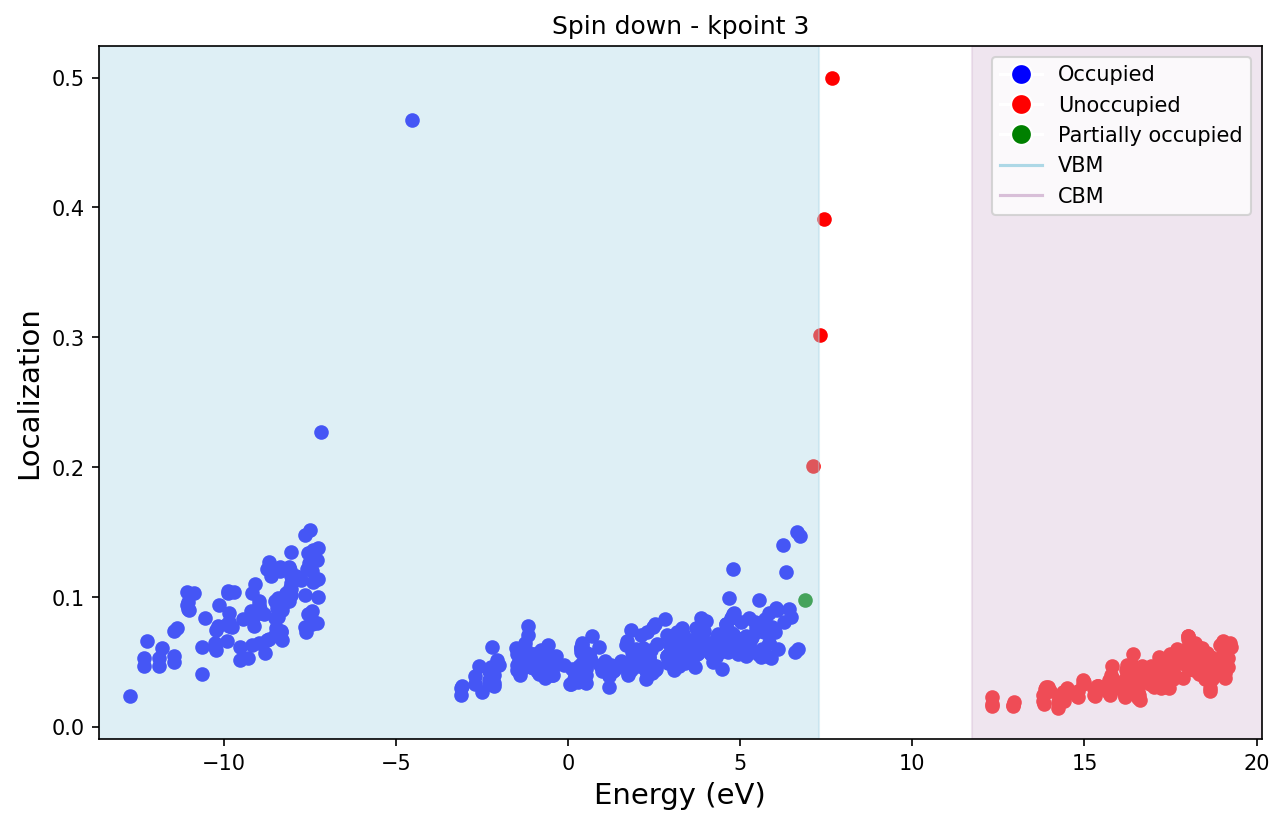 Spin down - kpoint 3
Localization
0.5
0.4
0.3
0.2
0.1
0.0
Occupied
Unoccupied
Partially occupied
VBM
CBM
−10
−5
0
5
10
15
20
Energy (eV)